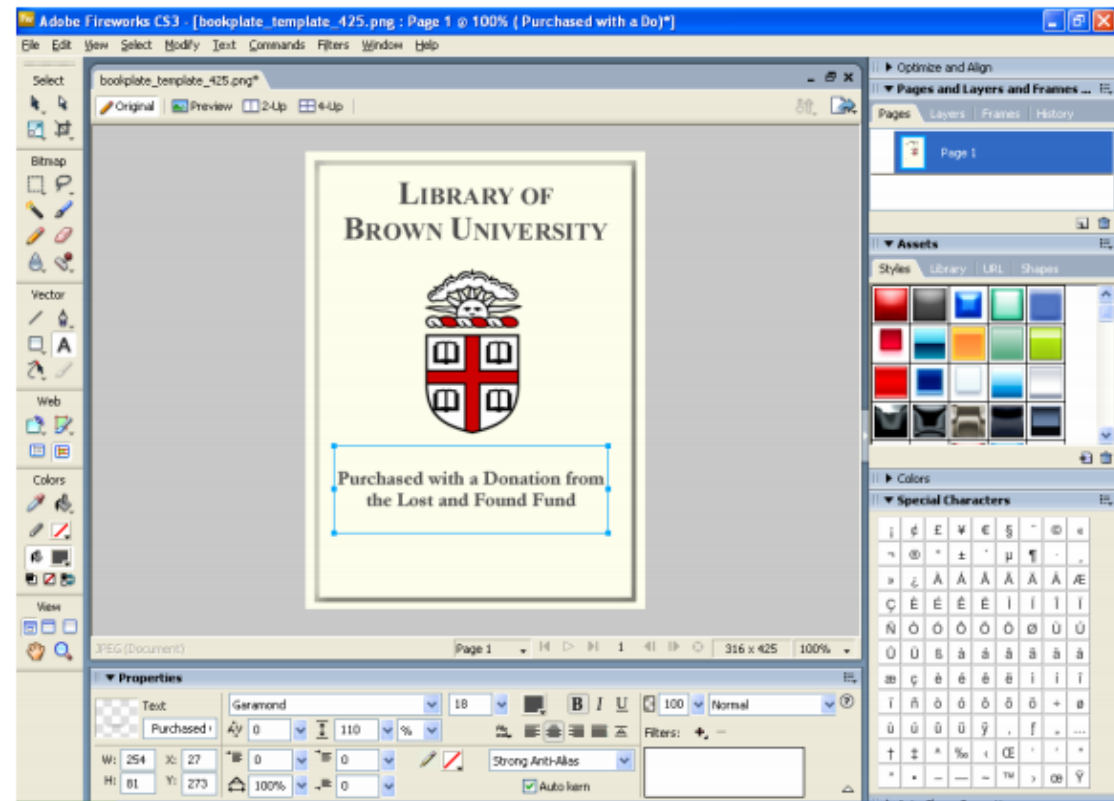 Adobe Fireworks CS3 - [bookplate_template_425.png : Page 1 @ 100% ( Purchased with a Do)*]
File Edit View Select Modify Text Commands Filters Window Help
Select
Bitmap
Vector
Web
Colors
View
bookplate_template_425.png*
Original Preview 2-Up 4-Up
LIBRARY OF
BROWN UNIVERSITY
Purchased with a Donation from
the Lost and Found Fund
JPEG (Document) Page 1 1 316 x 425 100%
Optimize and Align
Pages and Layers and Frames ...
Pages Layers Frames History
Page 1
Assets
Styles Library URL Shapes
Colors
Special Characters
Properties
Text Garamond 18 B I U 100 Normal
Purchased 0 110 % Filters:
W: 254 X: 27 0 0 Strong Anti-Alias
H: 81 Y: 273 100% 0 Auto kern